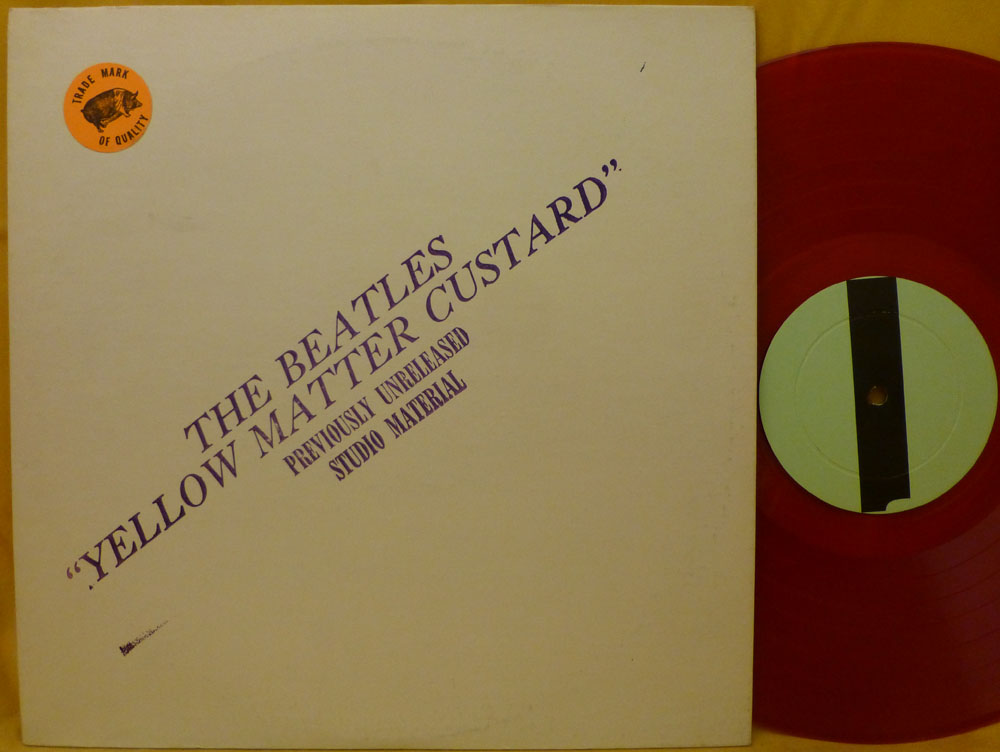 TRADE MARK
OF QUALITY
THE BEATLES
“YELLOW MATTER CUSTARD”
PREVIOUSLY UNRELEASED
STUDIO MATERIAL